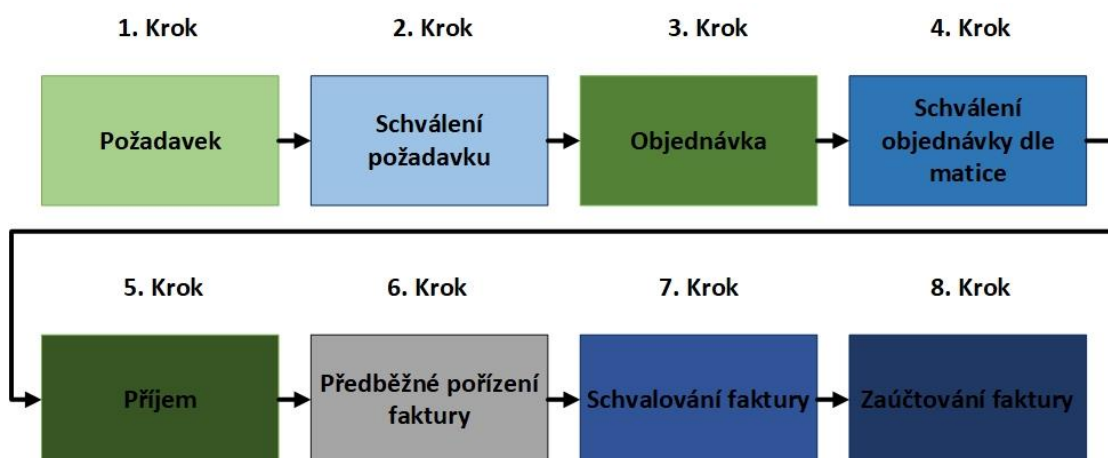 1. Krok
2. Krok
3. Krok
4. Krok
Požadavek
Schválení
požadavku
Objednávka
Schválení
objednávky dle
matice
5. Krok
6. Krok
7. Krok
8. Krok
Příjem
Předběžné pořízení
faktury
Schvalování faktury
Zaúčtování faktury